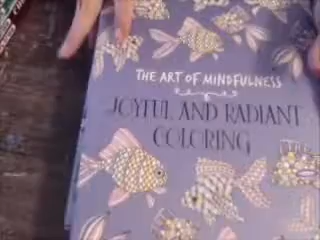 THE ART OF MINDFULNESS
JOYFUL AND RADIANT
COLORING